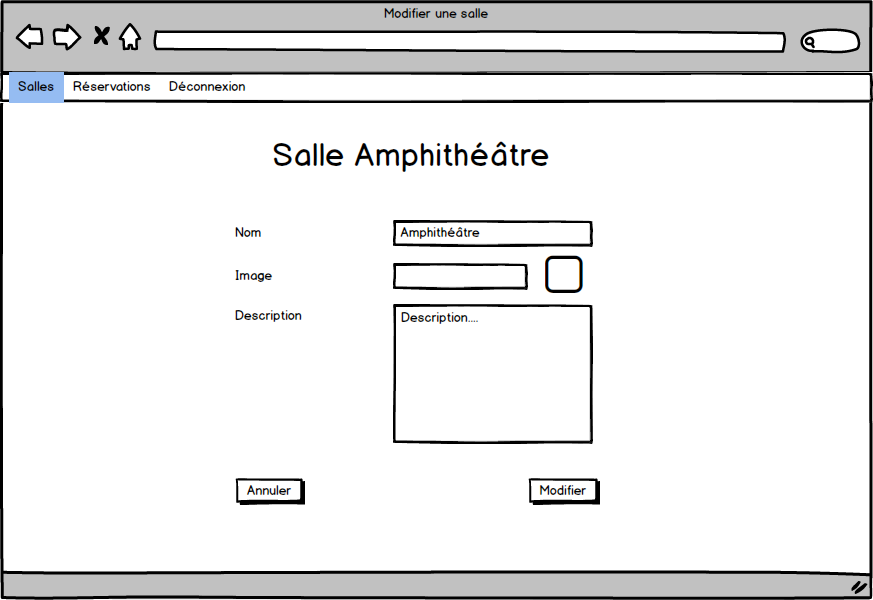 Modifier une salle
Salles Réservations Déconnexion
Salle Amphithéâtre
Nom Amphithéâtre
Image
Description Description....
Annuler Modifier